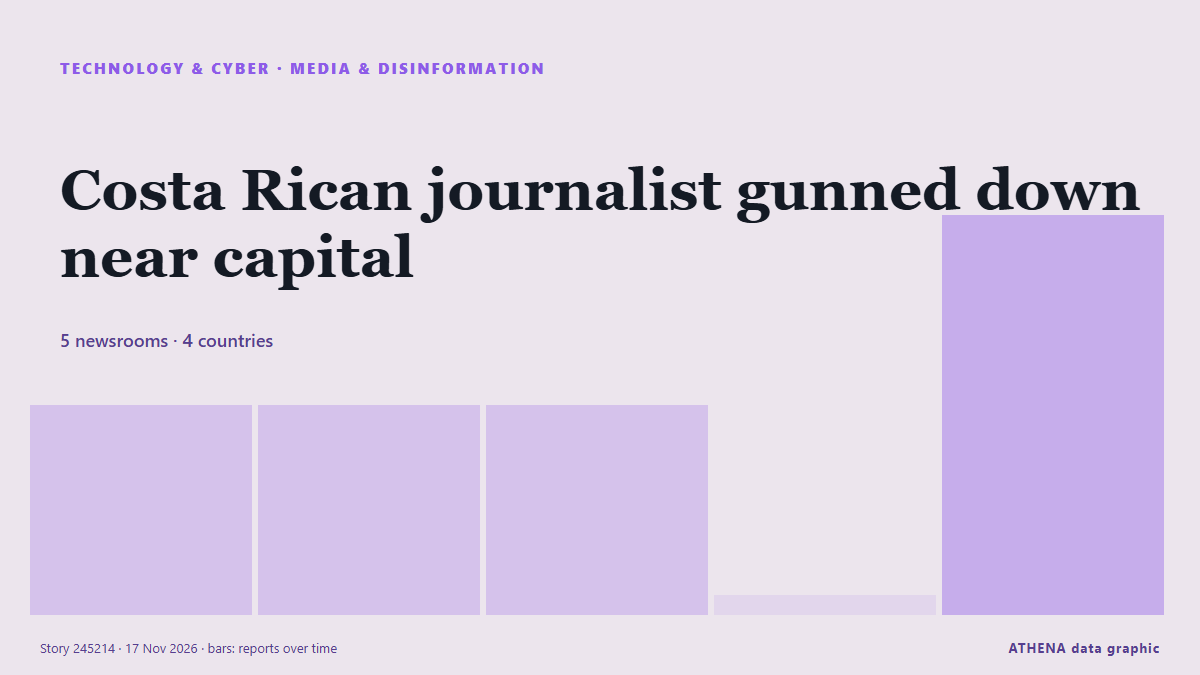 TECHNOLOGY & CYBER · MEDIA & DISINFORMATION
Costa Rican journalist gunned down
near capital
5 newsrooms · 4 countries
Story 245214 · 17 Nov 2026 · bars: reports over time
ATHENA data graphic